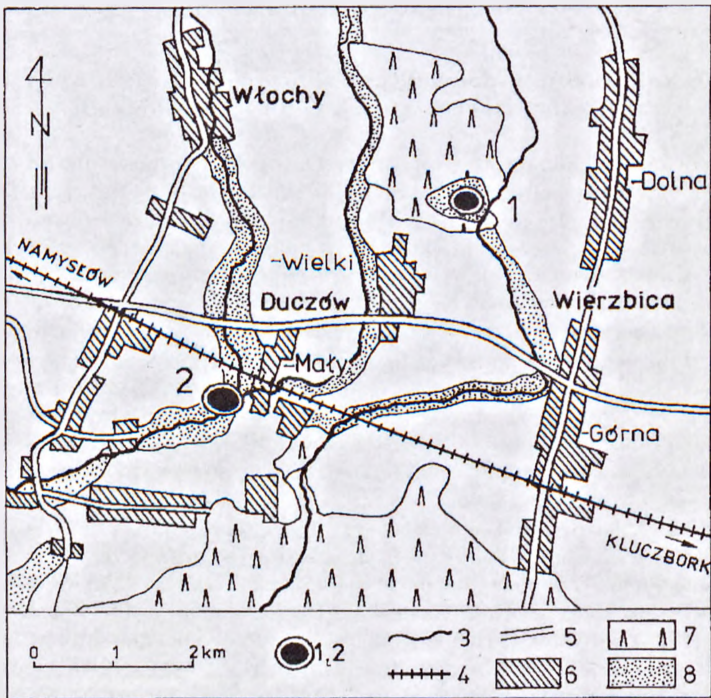 N
Włochy
1
-Dolna
NAMYSŁÓW
-Wielki
Duczów
Wierzbica
-Mały
2
-Górna
KLUCZBORK
0 1 2 km
1,2
3
4
5
6
7
8